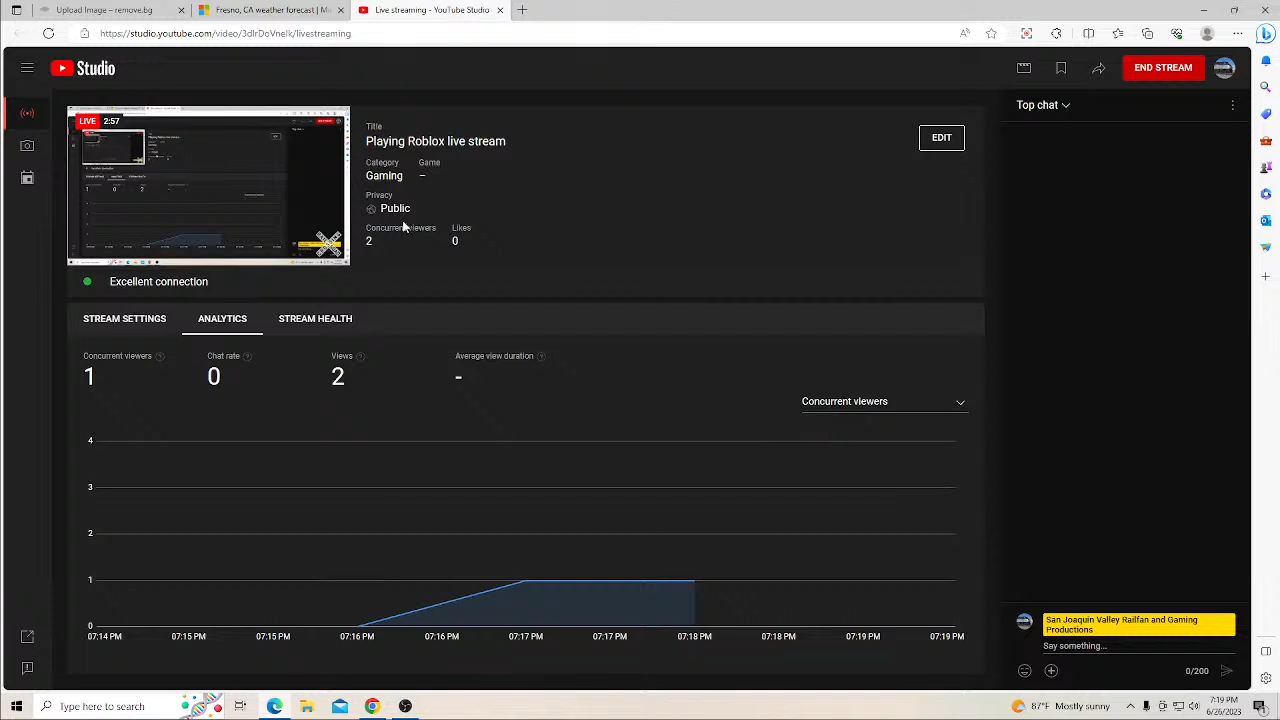 Upload Image – remove.bg
Fresno, CA weather forecast | Mi
Live streaming - YouTube Studio
https://studio.youtube.com/video/3dIrDoVneIk/livestreaming
Studio
END STREAM
LIVE 2:57
Title
Playing Roblox live stream
EDIT
Category Game
Gaming –
Privacy
Public
Concurrent viewers Likes
2 0
Excellent connection
Top chat
STREAM SETTINGS ANALYTICS STREAM HEALTH
Concurrent viewers Chat rate Views Average view duration
1 0 2 -
Concurrent viewers
4
3
2
1
0
07:14 PM 07:15 PM 07:15 PM 07:16 PM 07:16 PM 07:17 PM 07:17 PM 07:18 PM 07:18 PM 07:19 PM 07:19 PM
San Joaquin Valley Railfan and Gaming
Productions
Say something...
0/200
Type here to search
87°F Mostly sunny
7:19 PM
6/26/2023